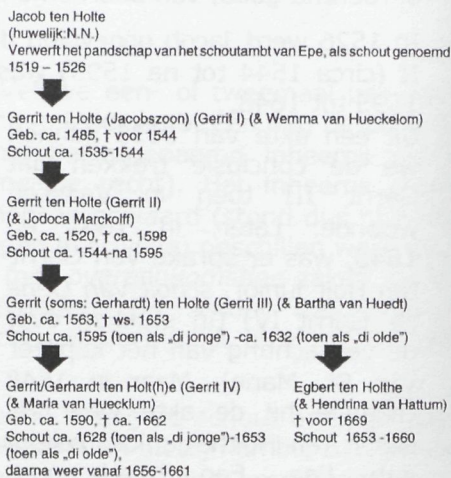 Jacob ten Holte
(huwelijk:N.N.)
Verwerft het pandschap van het schoutambt van Epe, als schout genoemd
1519 – 1526
Gerrit ten Holte (Jacobszoon) (Gerrit I) (& Wemma van Hueckelom)
Geb. ca. 1485, † voor 1544
Schout ca. 1535-1544
Gerrit ten Holte (Gerrit II)
(& Jodoca Marckolff)
Geb. ca. 1520, † ca. 1598
Schout ca. 1544-na 1595
Gerrit (soms: Gerhardt) ten Holte (Gerrit III) (& Bartha van Huedt)
Geb. ca. 1563, † ws. 1653
Schout ca. 1595 (toen als „di jonge”) -ca. 1632 (toen als „di olde”)
Gerrit/Gerhardt ten Holt(h)e (Gerrit IV)
(& Maria van Huecklum)
Geb. ca. 1590, † ca. 1662
Schout ca. 1628 (toen als „di jonge”)-1653
(toen als „di olde”),
daarna weer vanaf 1656-1661
Egbert ten Holthe
(& Hendrina van Hattum)
† voor 1669
Schout 1653 -1660